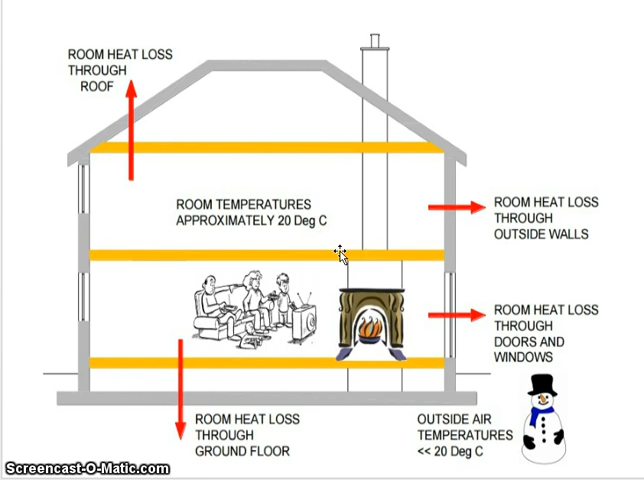 ROOM HEAT LOSS
THROUGH
ROOF
ROOM TEMPERATURES
APPROXIMATELY 20 Deg C
ROOM HEAT LOSS
THROUGH
OUTSIDE WALLS
ROOM HEAT LOSS
THROUGH
DOORS AND
WINDOWS
ROOM HEAT LOSS
THROUGH
GROUND FLOOR
OUTSIDE AIR
TEMPERATURES
<< 20 Deg C
Screencast-O-Matic.com